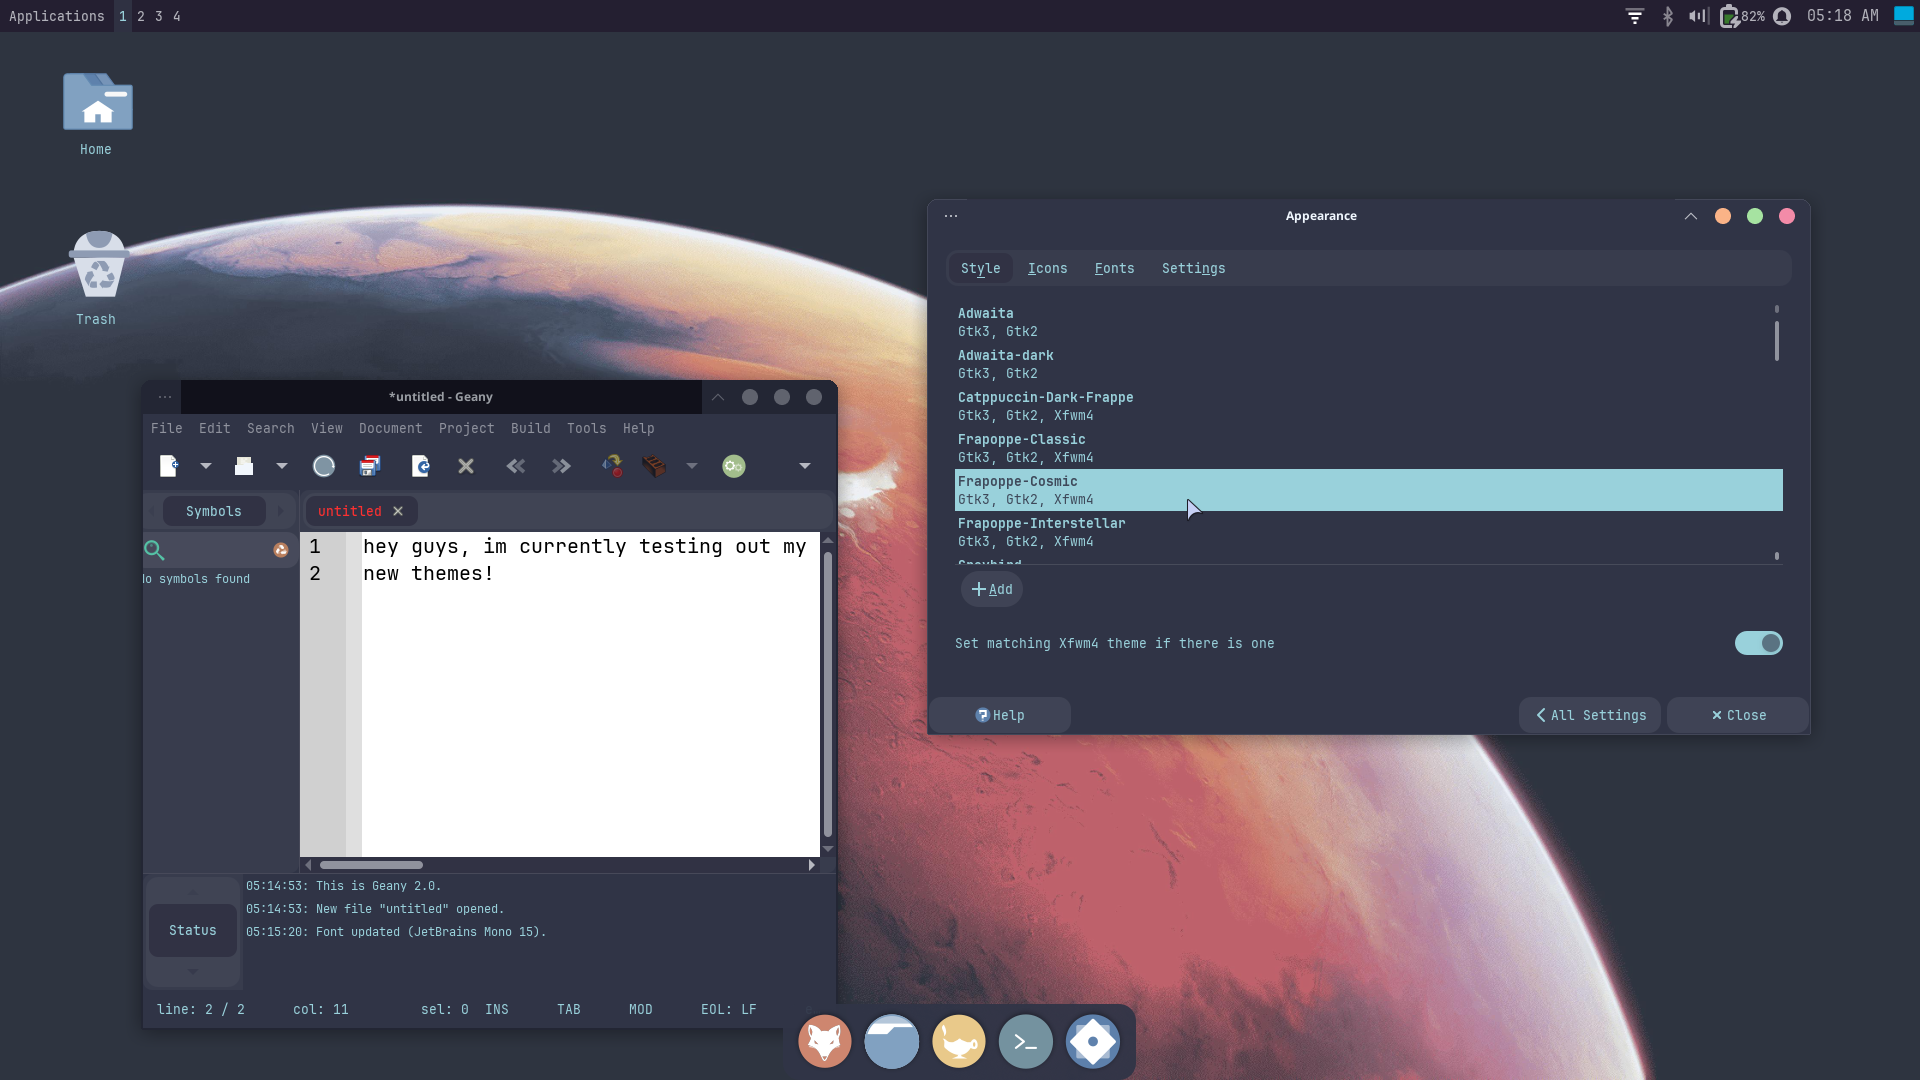 Applications 1 2 3 4
82% 05:18 AM
Home
Trash
Appearance
Style Icons Fonts Settings
Adwaita
Gtk3, Gtk2
Adwaita-dark
Gtk3, Gtk2
Catppuccin-Dark-Frappe
Gtk3, Gtk2, Xfwm4
Frapoppe-Classic
Gtk3, Gtk2, Xfwm4
Frapoppe-Cosmic
Gtk3, Gtk2, Xfwm4
Frapoppe-Interstellar
Gtk3, Gtk2, Xfwm4
Add
Set matching Xfwm4 theme if there is one
Help
All Settings
Close
*untitled - Geany
File Edit Search View Document Project Build Tools Help
Symbols
untitled
No symbols found
1 hey guys, im currently testing out my
2 new themes!
Status
05:14:53: This is Geany 2.0.
05:14:53: New file "untitled" opened.
05:15:20: Font updated (JetBrains Mono 15).
line: 2 / 2 col: 11 sel: 0 INS TAB MOD EOL: LF